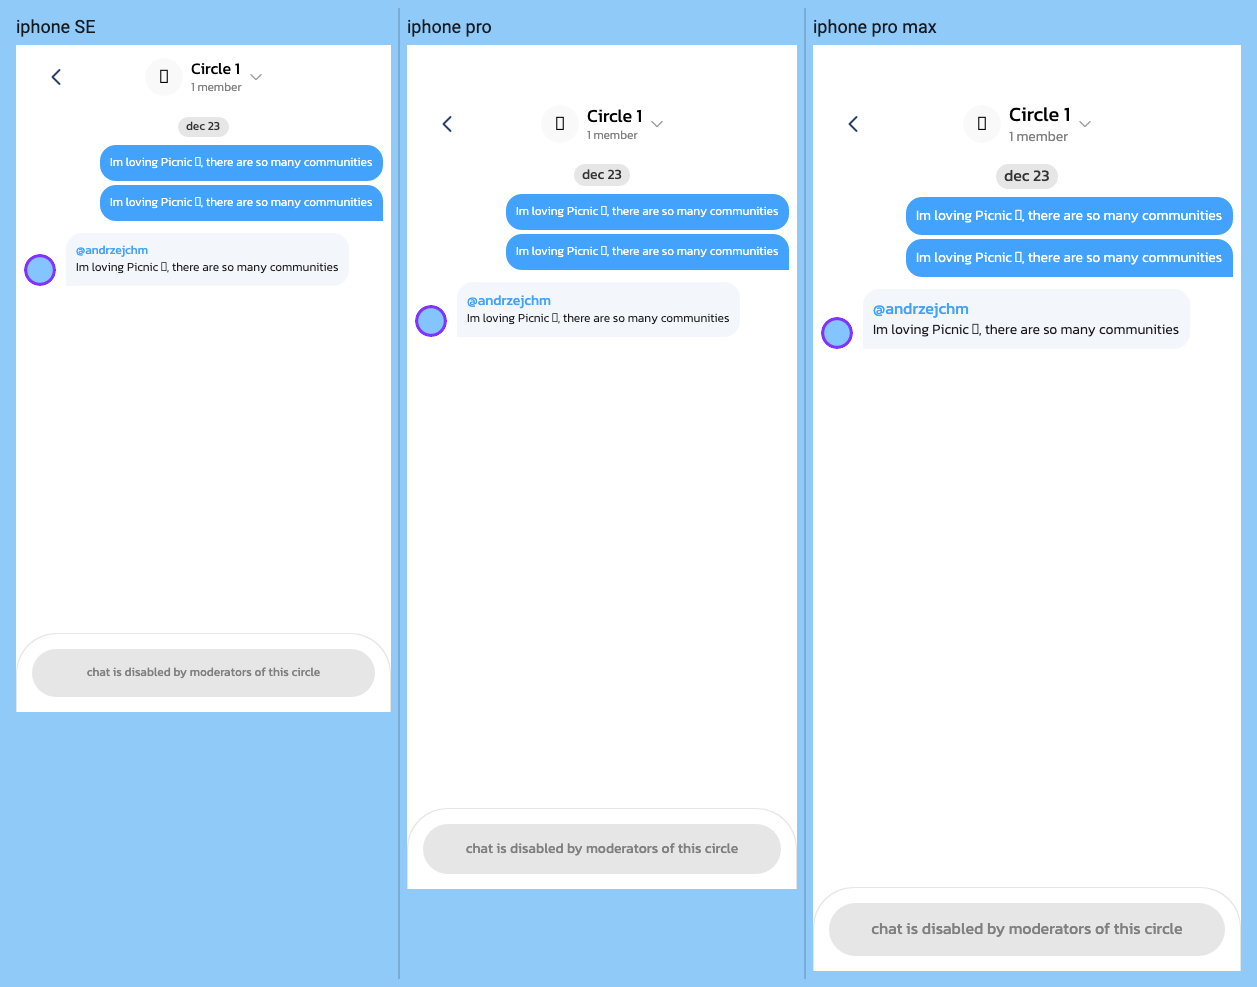 iphone SE
Circle 1
1 member
dec 23
Im loving Picnic ▯, there are so many communities
Im loving Picnic ▯, there are so many communities
@andrzejchm
Im loving Picnic ▯, there are so many communities
chat is disabled by moderators of this circle
iphone pro
Circle 1
1 member
dec 23
Im loving Picnic ▯, there are so many communities
Im loving Picnic ▯, there are so many communities
@andrzejchm
Im loving Picnic ▯, there are so many communities
chat is disabled by moderators of this circle
iphone pro max
Circle 1
1 member
dec 23
Im loving Picnic ▯, there are so many communities
Im loving Picnic ▯, there are so many communities
@andrzejchm
Im loving Picnic ▯, there are so many communities
chat is disabled by moderators of this circle